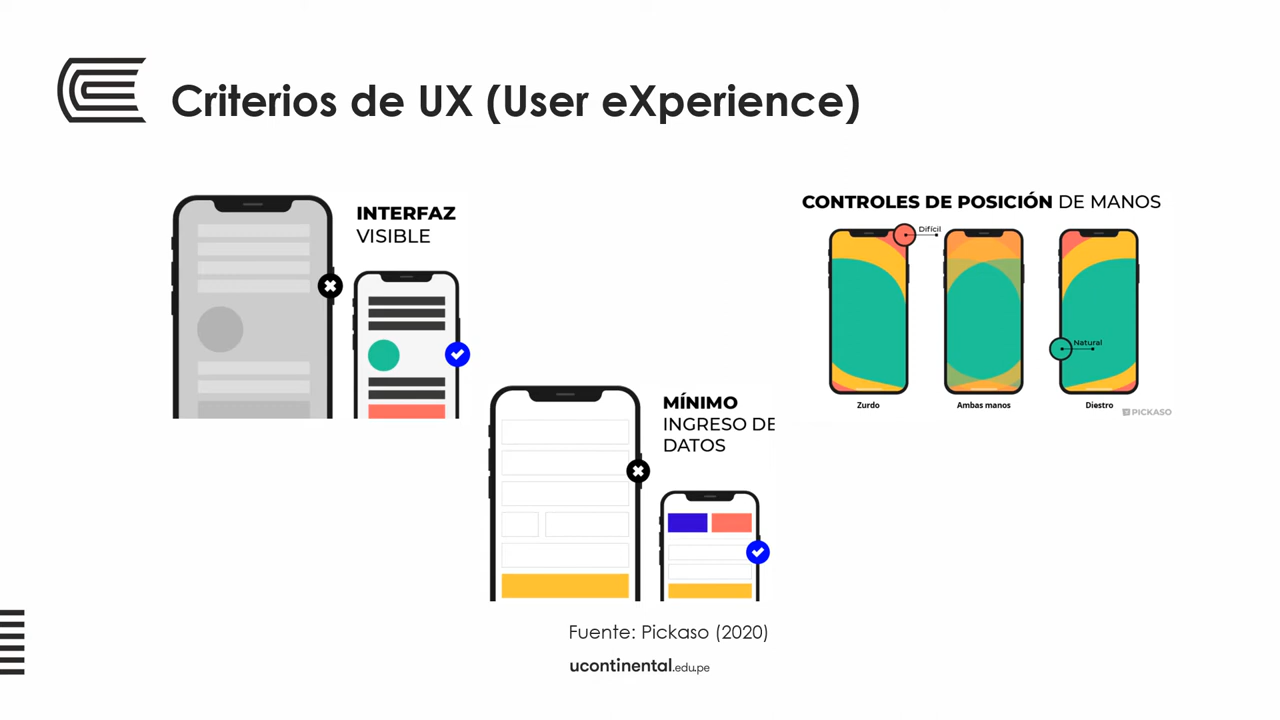 Criterios de UX (User eXperience)
INTERFAZ
VISIBLE
MÍNIMO
INGRESO DE
DATOS
CONTROLES DE POSICIÓN DE MANOS
Difícil
Natural
Zurdo
Ambas manos
Diestro
PICKASO
Fuente: Pickaso (2020)
ucontinental.edu.pe